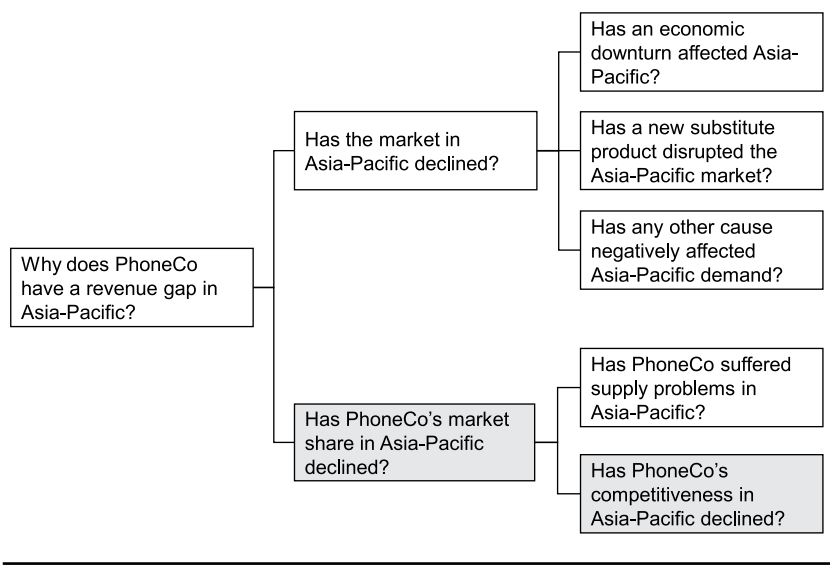 Why does PhoneCo
have a revenue gap in
Asia-Pacific?
Has the market in
Asia-Pacific declined?
Has an economic
downturn affected Asia-
Pacific?
Has a new substitute
product disrupted the
Asia-Pacific market?
Has any other cause
negatively affected
Asia-Pacific demand?
Has PhoneCo's market
share in Asia-Pacific
declined?
Has PhoneCo suffered
supply problems in
Asia-Pacific?
Has PhoneCo's
competitiveness in
Asia-Pacific declined?